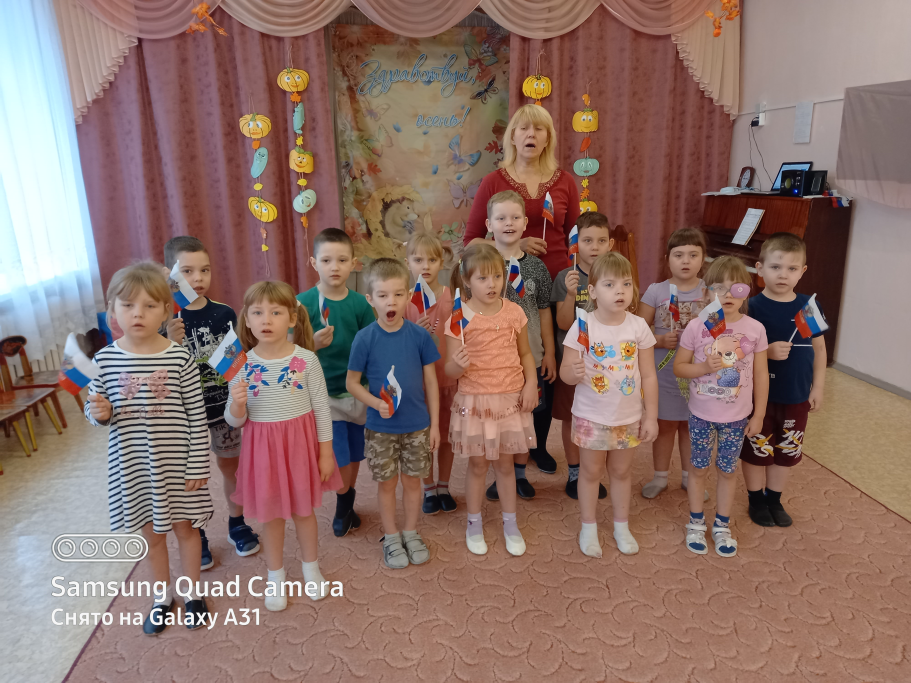 Здравствуй,
осень!
Samsung Quad Camera
Снято на Galaxy A31